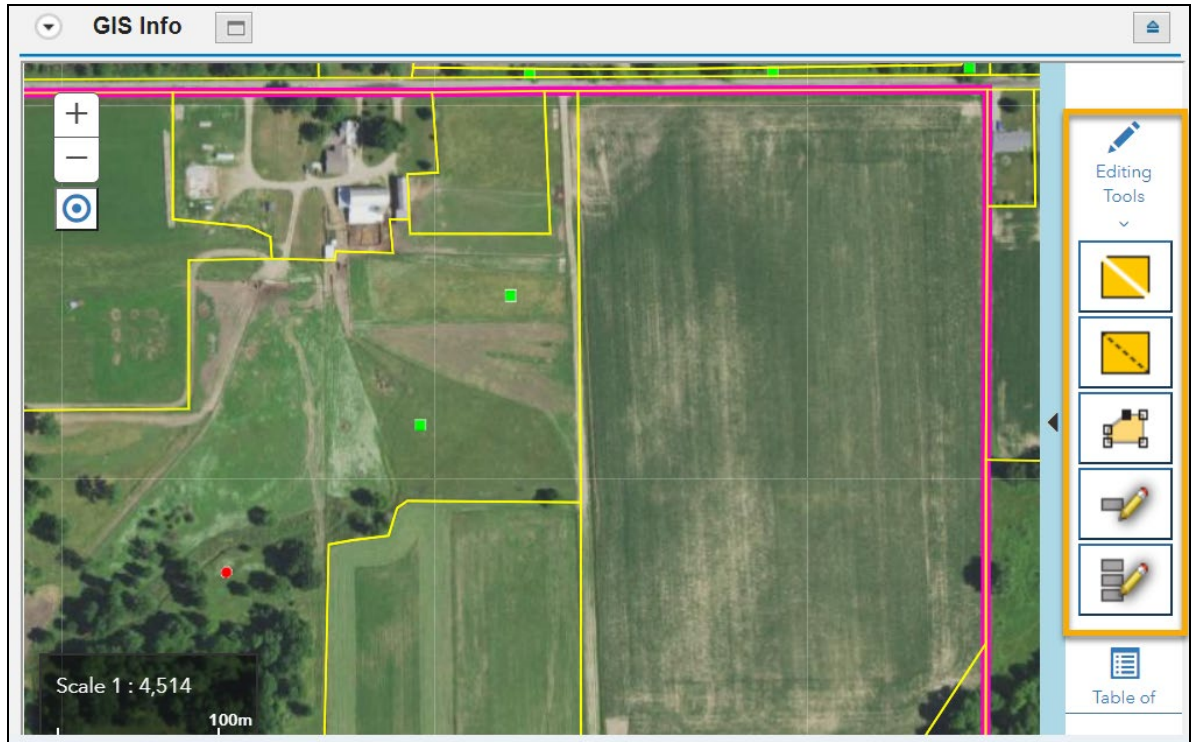 GIS Info
+
−
Editing
Tools
Scale 1 : 4,514
100m
Table of